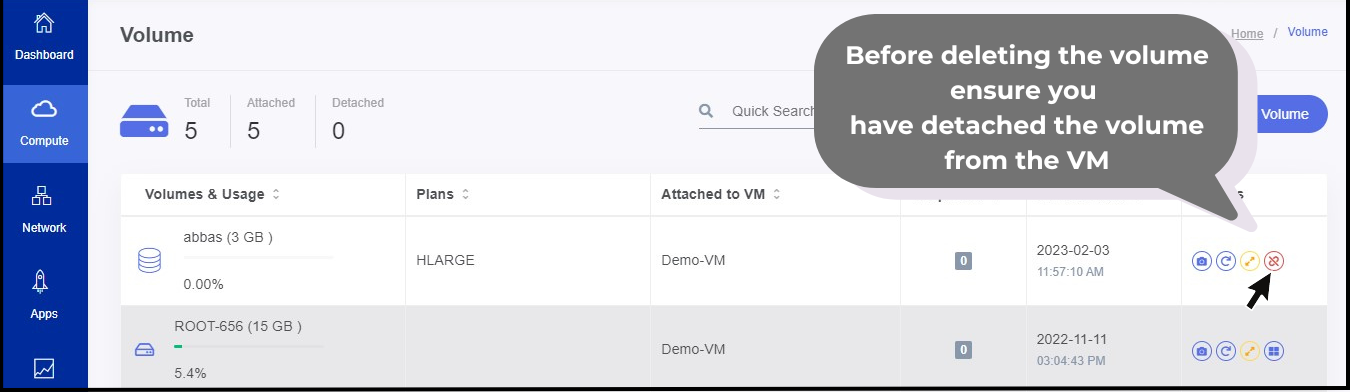 Dashboard
Compute
Network
Apps
Volume
Home / Volume
Before deleting the volume
ensure you
have detached the volume
from the VM
Total
5
Attached
5
Detached
0
Quick Search
Volume
Volumes & Usage
Plans
Attached to VM
abbas (3 GB )
0.00%
HLARGE
Demo-VM
0
2023-02-03
11:57:10 AM
ROOT-656 (15 GB )
5.4%
Demo-VM
0
2022-11-11
03:04:43 PM